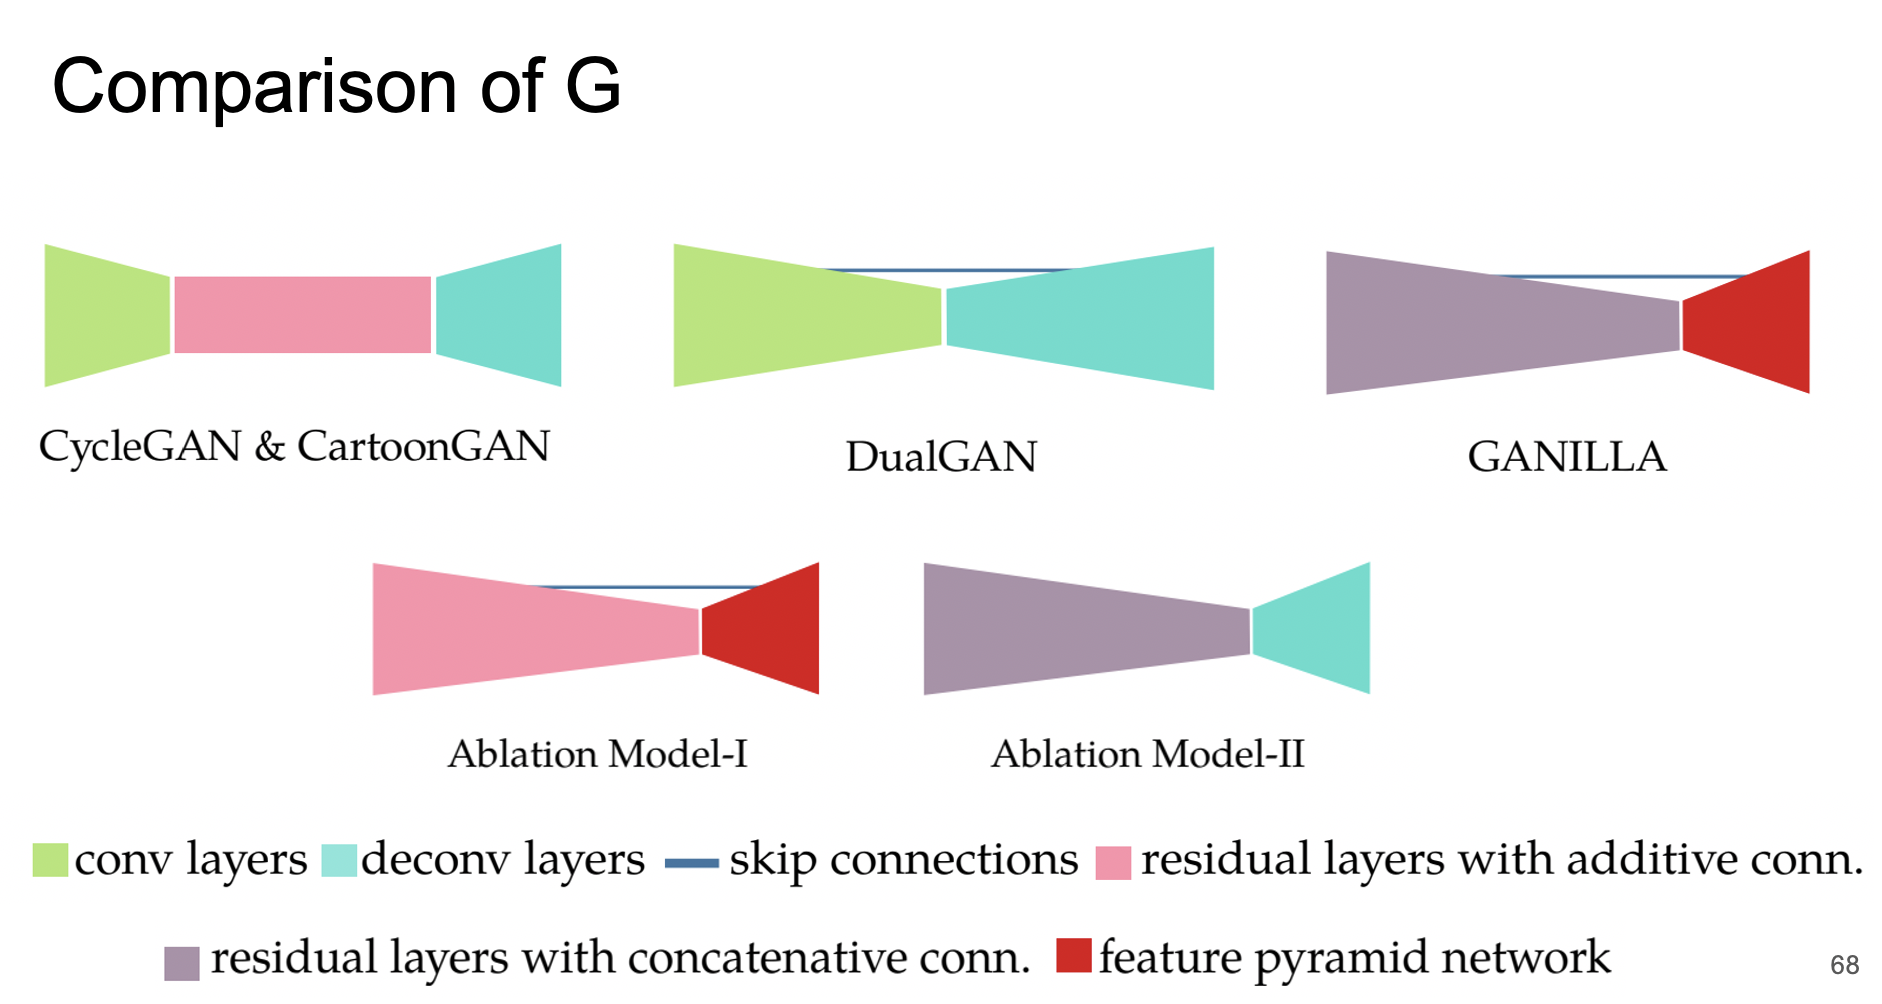 Comparison of G
CycleGAN & CartoonGAN
DualGAN
GANILLA
Ablation Model-I
Ablation Model-II
conv layers deconv layers skip connections residual layers with additive conn.
residual layers with concatenative conn. feature pyramid network
68